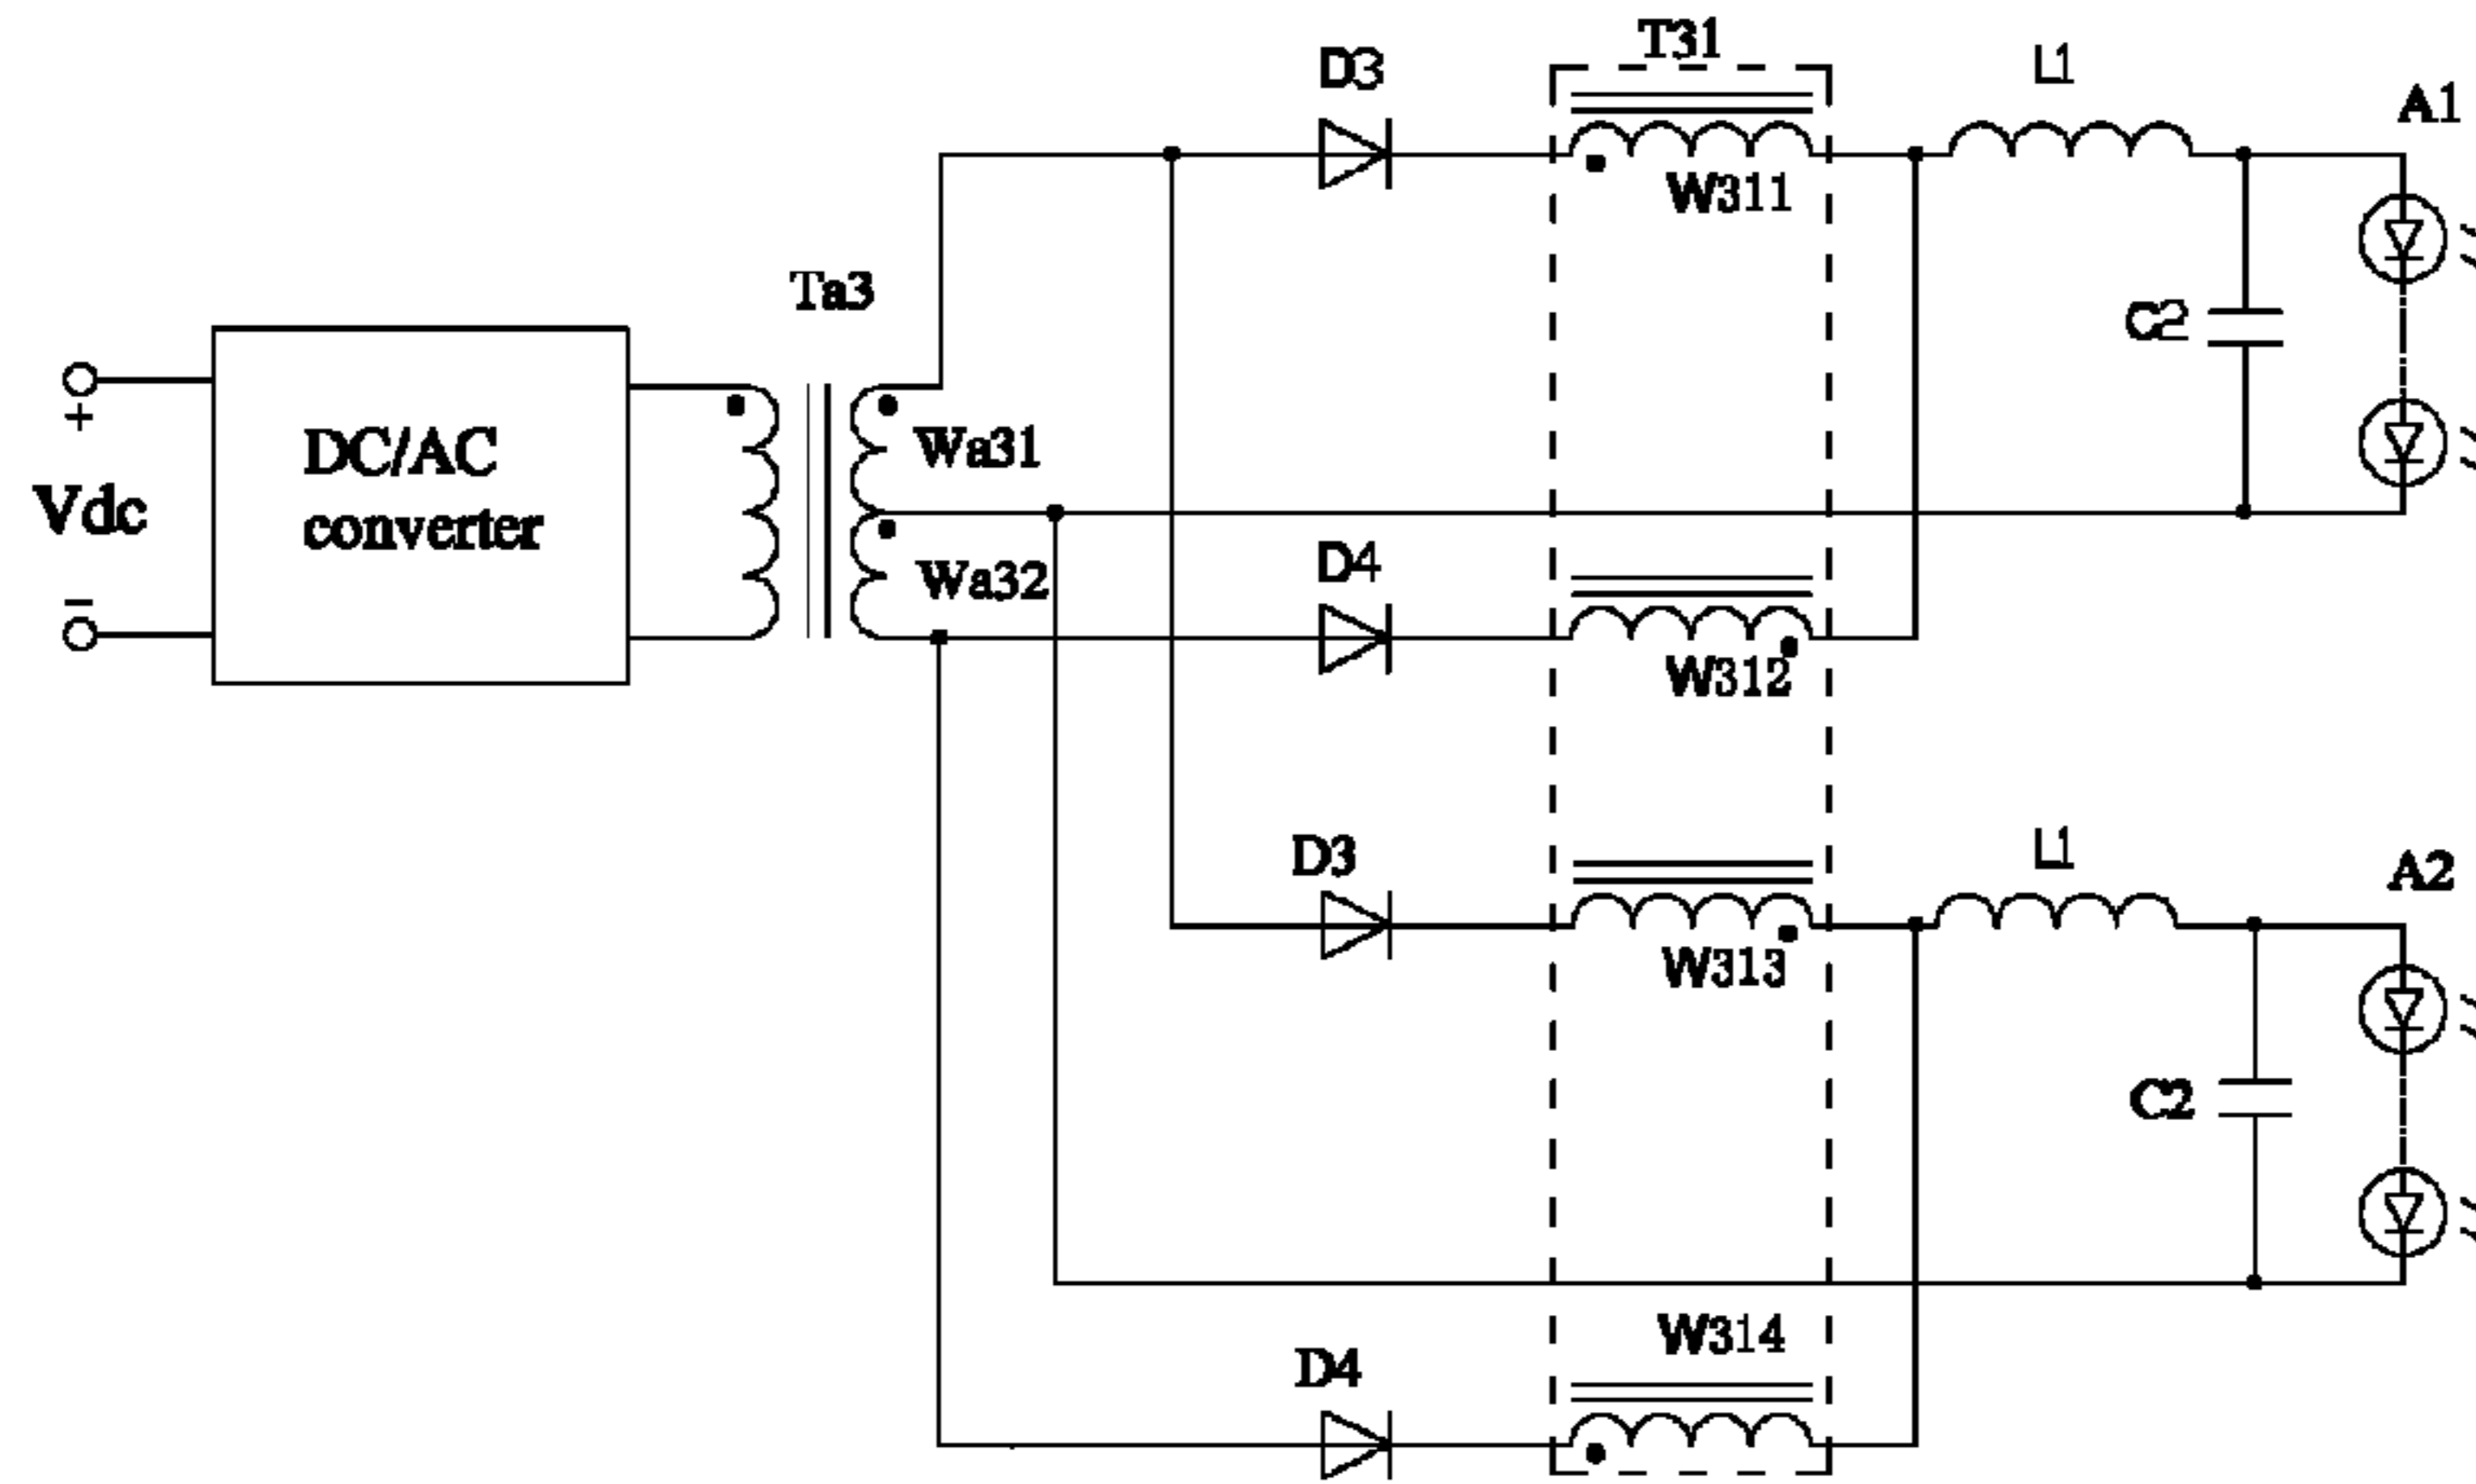 T31
D3
L1
A1
W311
Ta3
C2
+
DC/AC
converter
Wa31
Vdc
D4
Wa32
−
W312
D3
L1
A2
W313
C2
W314
D4